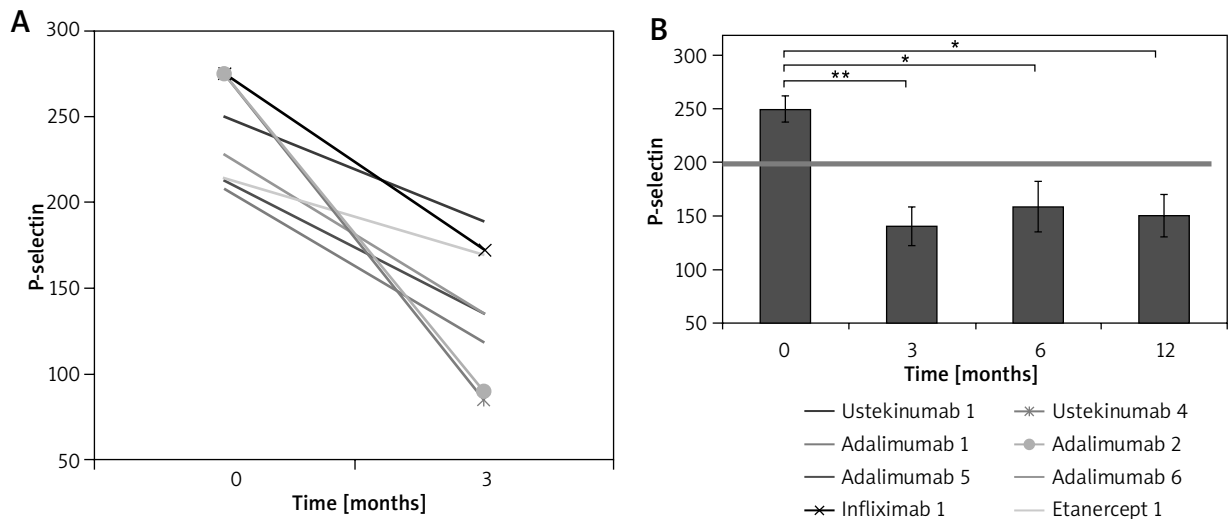 A
300
250
200
150
100
50
P-selectin
0 3
Time [months]
B
300
250
200
150
100
50
P-selectin
*
*
**
0 3 6 12
Time [months]
Ustekinumab 1 Ustekinumab 4
Adalimumab 1 Adalimumab 2
Adalimumab 5 Adalimumab 6
Infliximab 1 Etanercept 1